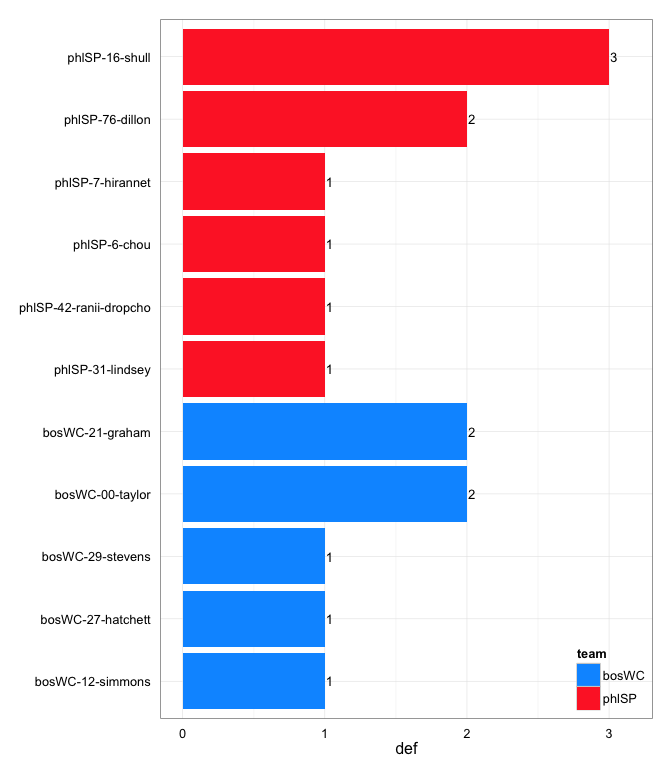 phlSP-16-shull 3
phlSP-76-dillon 2
phlSP-7-hirannet 1
phlSP-6-chou 1
phlSP-42-ranii-dropcho 1
phlSP-31-lindsey 1
bosWC-21-graham 2
bosWC-00-taylor 2
bosWC-29-stevens 1
bosWC-27-hatchett 1
bosWC-12-simmons 1
team
bosWC
phlSP
0 1 2 3
def